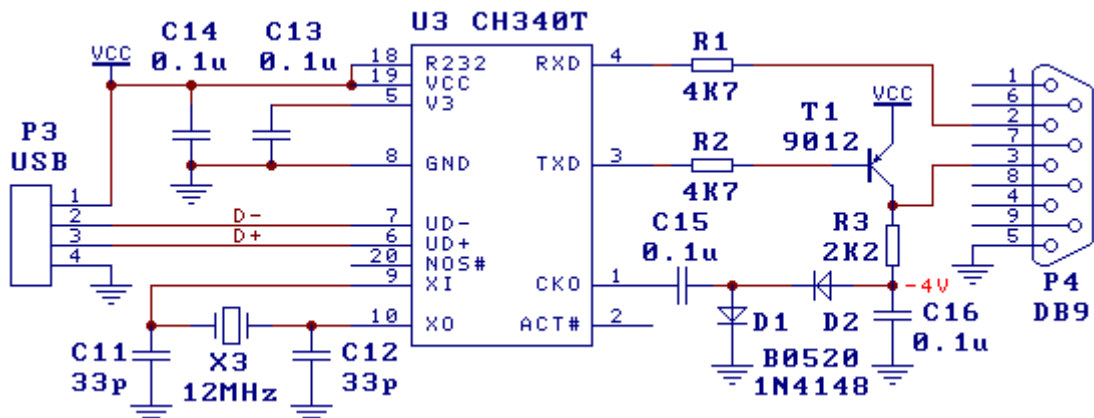 U3 CH340T
C14
0.1u
C13
0.1u
VCC
18
R232
19
VCC
5
V3
8
GND
7
UD-
6
UD+
20
NOS#
9
XI
10
XO
RXD
4
TXD
3
CKO
1
ACT#
2
P3
USB
1
2
3
4
D-
D+
C11
33p
X3
12MHz
C12
33p
R1
4K7
R2
4K7
VCC
T1
9012
R3
2K2
C15
0.1u
D1
D2
B0520
1N4148
-4V
C16
0.1u
1
6
2
7
3
8
4
9
5
P4
DB9